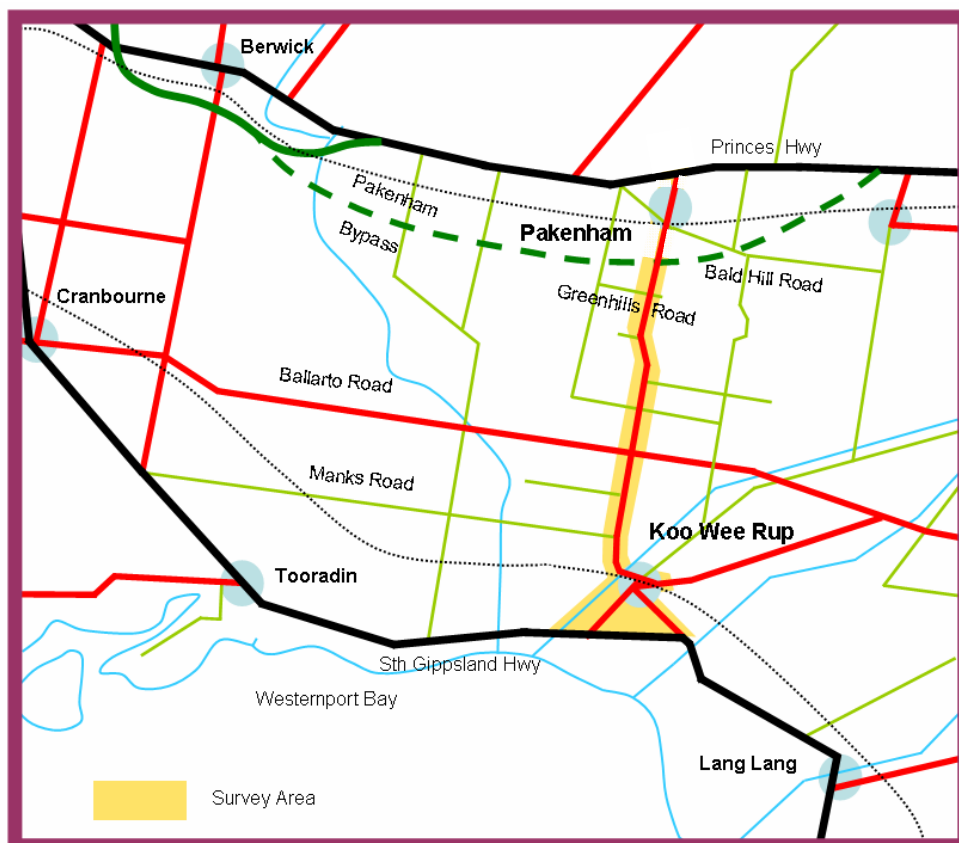 Berwick
Princes Hwy
Pakenham
Bypass
Pakenham
Bald Hill Road
Cranbourne
Greenhills Road
Ballarto Road
Manks Road
Koo Wee Rup
Tooradin
Sth Gippsland Hwy
Westernport Bay
Lang Lang
Survey Area